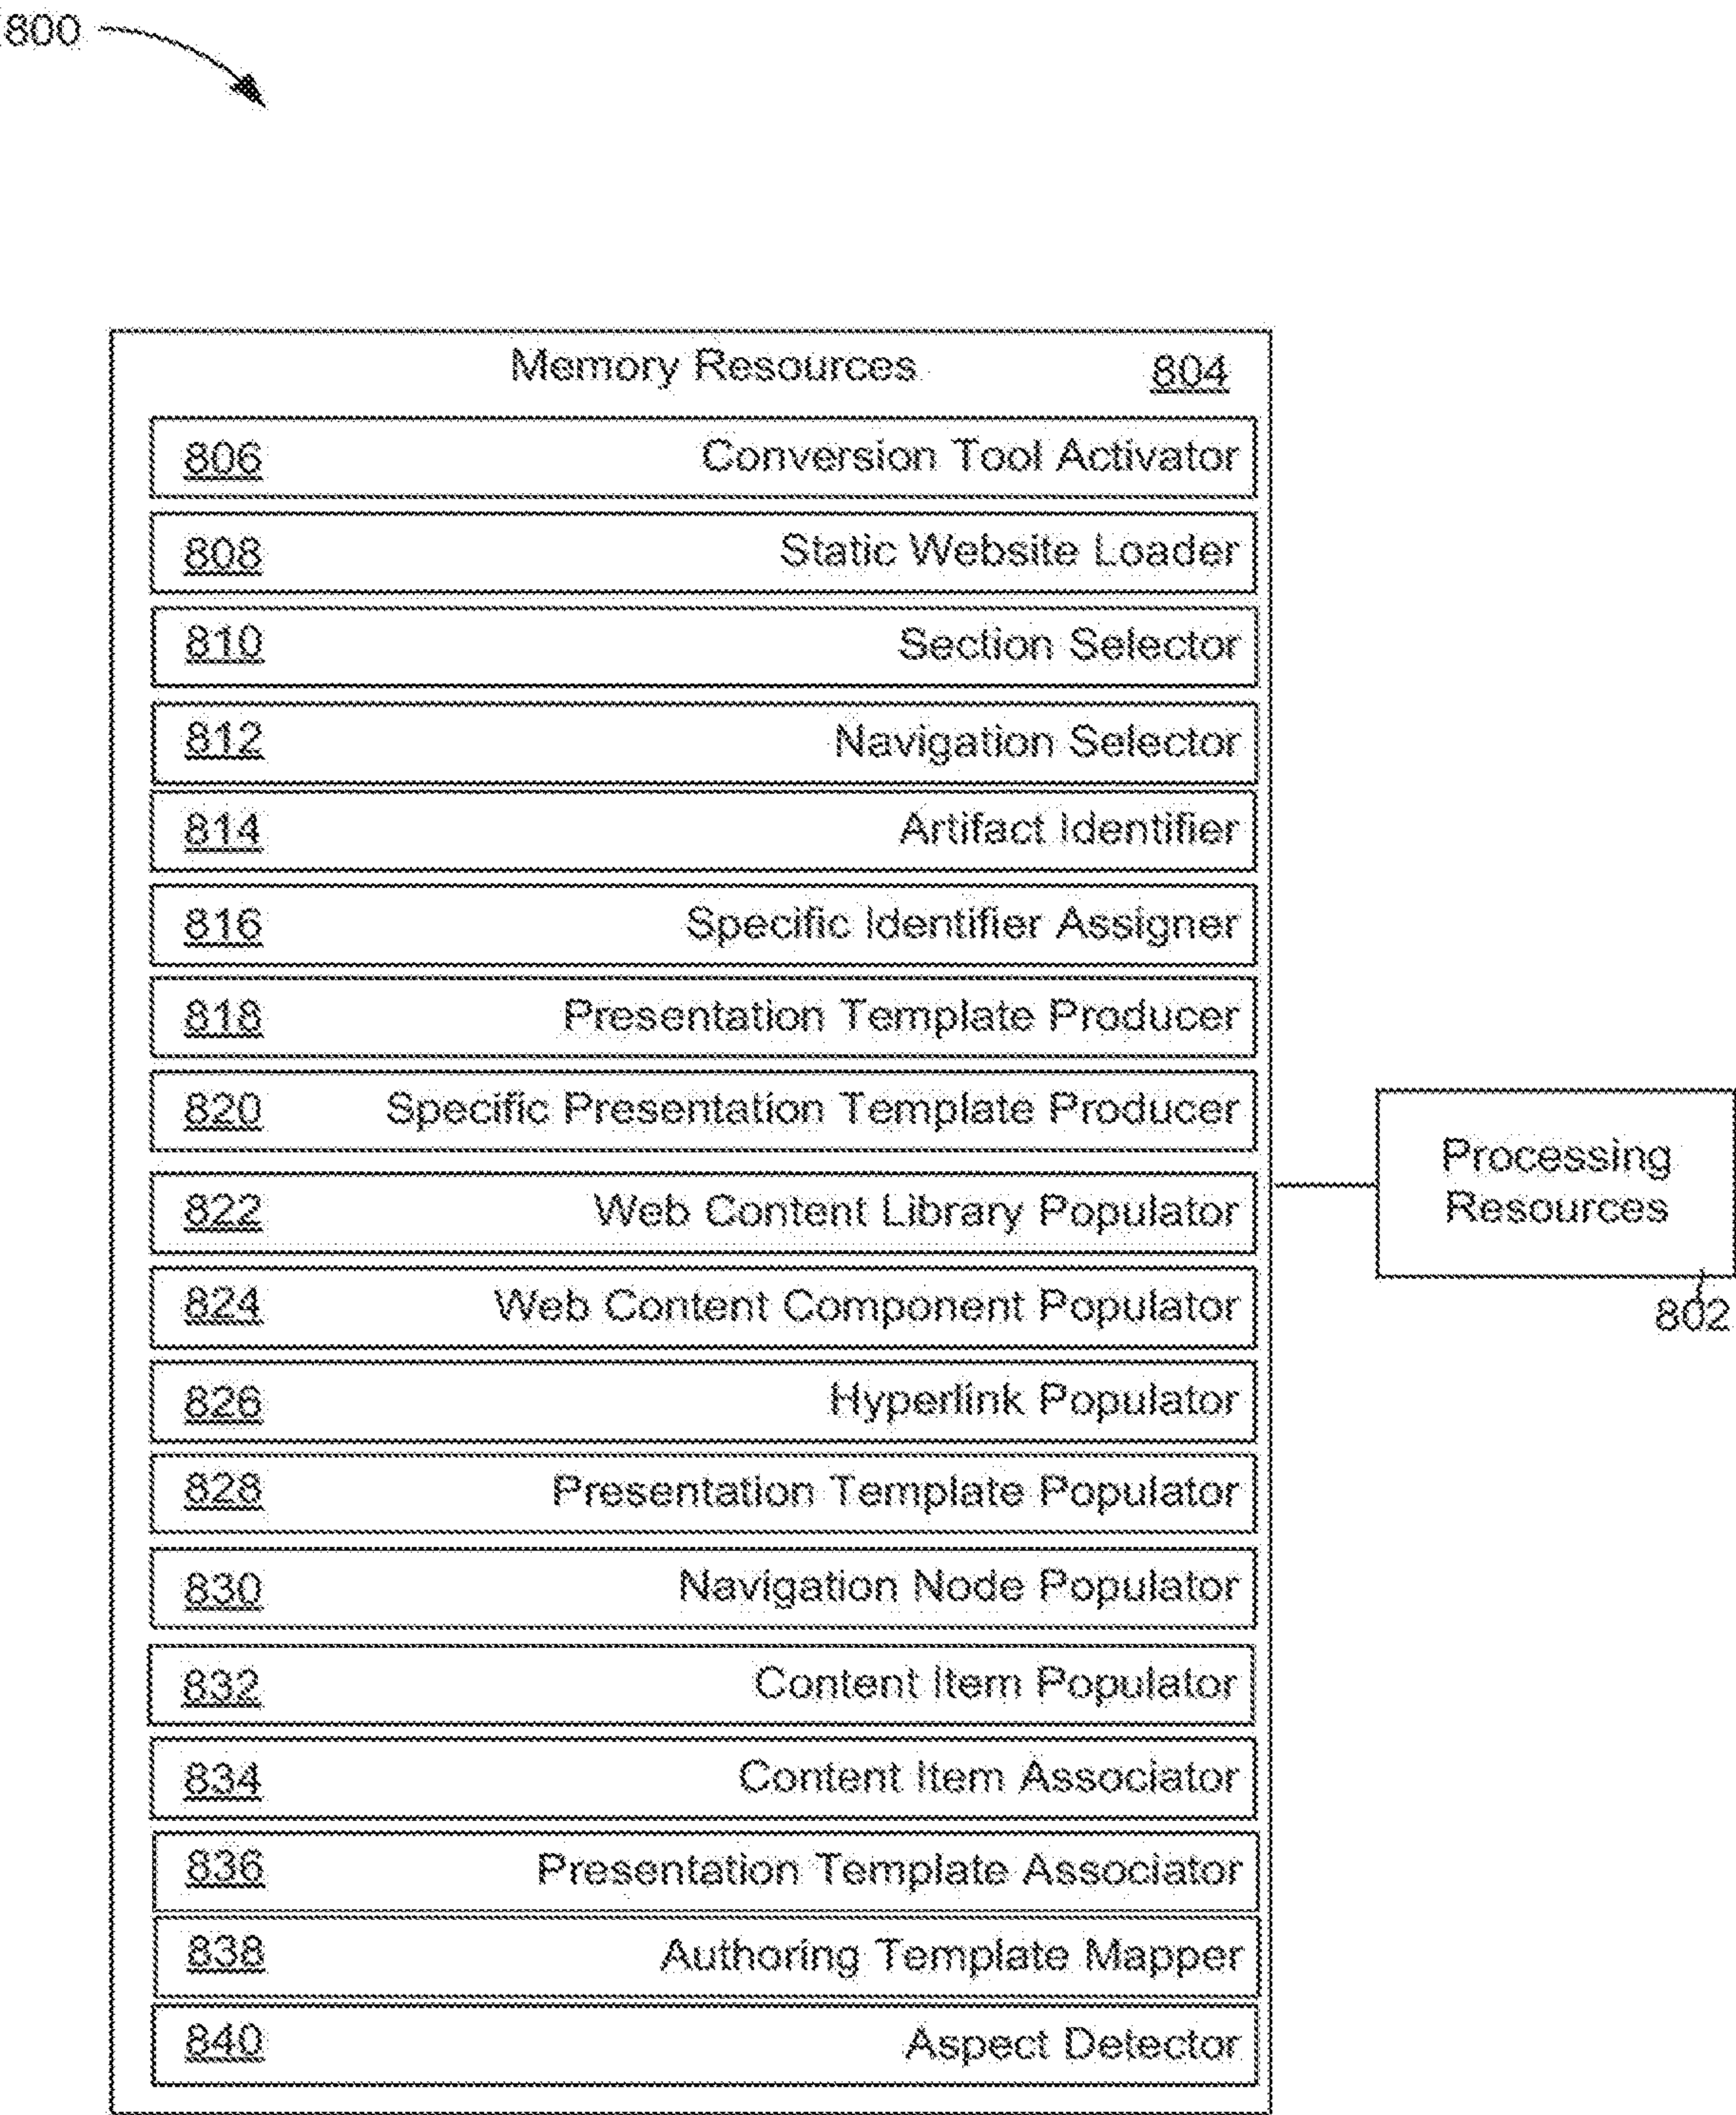 800
Memory Resources 804
806 Conversion Tool Activator
808 Static Website Loader
810 Section Selector
812 Navigation Selector
814 Artifact Identifier
816 Specific Identifier Assigner
818 Presentation Template Producer
820 Specific Presentation Template Producer
822 Web Content Library Populator
824 Web Content Component Populator
826 Hyperlink Populator
828 Presentation Template Populator
830 Navigation Node Populator
832 Content Item Populator
834 Content Item Associator
836 Presentation Template Associator
838 Authoring Template Mapper
840 Aspect Detector
Processing
Resources
802